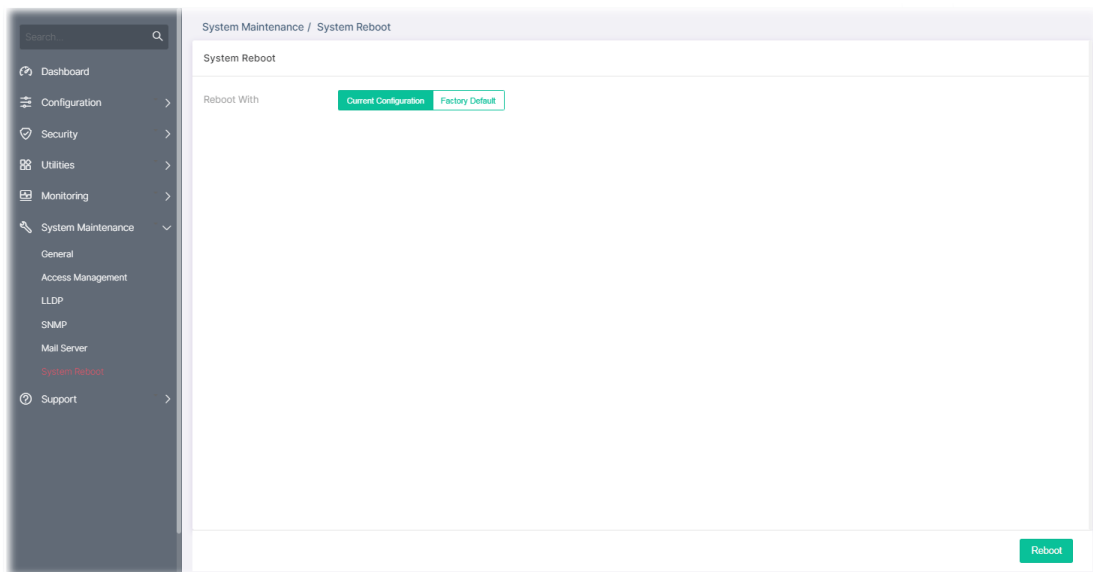 Search...
Dashboard
Configuration
Security
Utilities
Monitoring
System Maintenance
General
Access Management
LLDP
SNMP
Mail Server
System Reboot
Support
System Maintenance / System Reboot
System Reboot
Reboot With
Current Configuration
Factory Default
Reboot